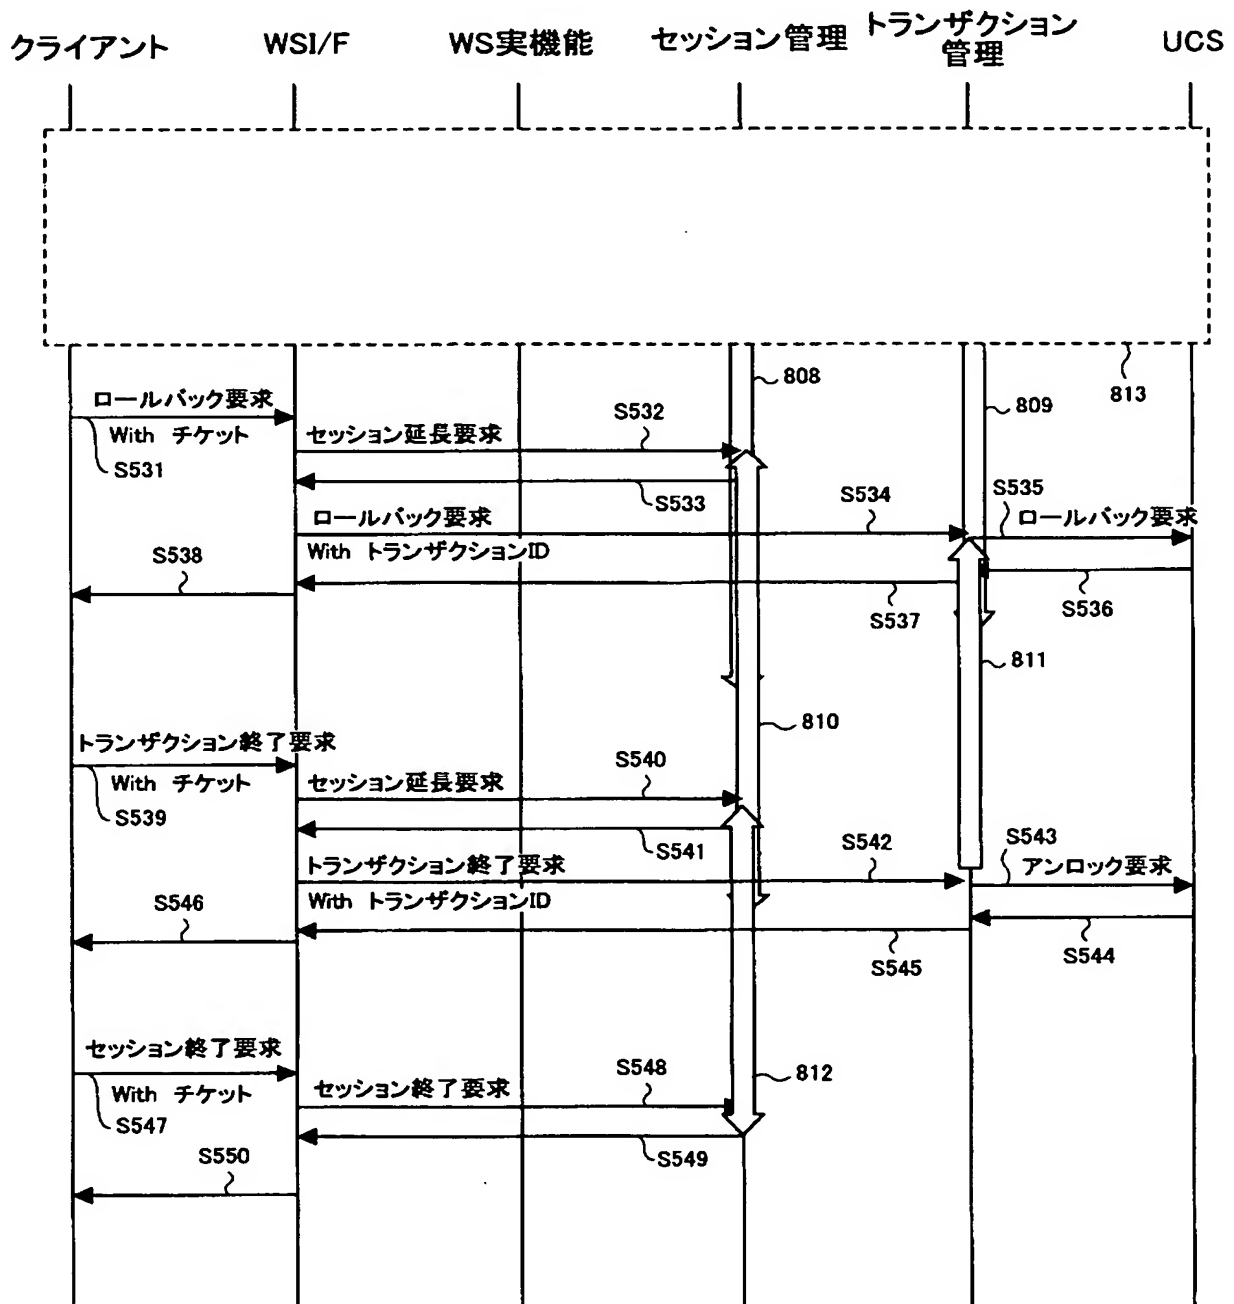 クライアント
WSI/F
WS実機能
セッション管理
トランザクション
管理
UCS
808
809
813
ロールバック要求
With チケット
S531
セッション延長要求
S532
S533
ロールバック要求
With トランザクションID
S534
S535
ロールバック要求
S536
S537
S538
811
810
トランザクション終了要求
With チケット
S539
セッション延長要求
S540
S541
トランザクション終了要求
With トランザクションID
S542
S543
アンロック要求
S544
S545
S546
セッション終了要求
With チケット
S547
セッション終了要求
S548
812
S549
S550